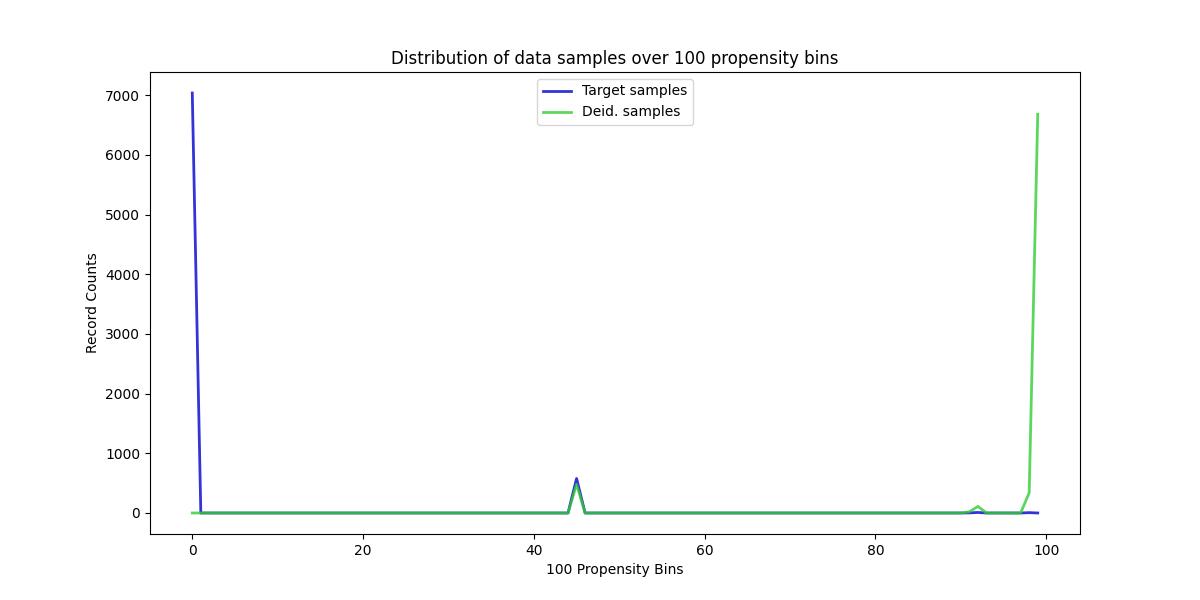 Distribution of data samples over 100 propensity bins
Target samples
Deid. samples
7000
6000
5000
4000
3000
2000
1000
0
Record Counts
0 20 40 60 80 100
100 Propensity Bins